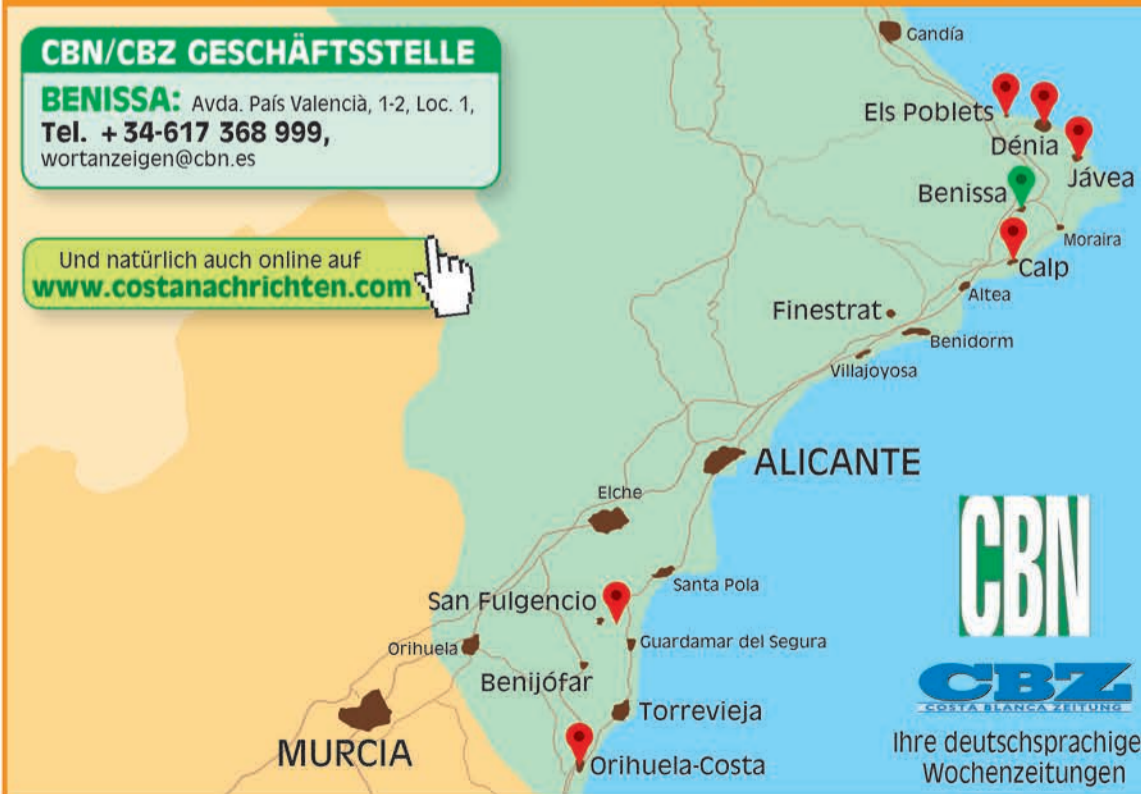 CBN/CBZ GESCHÄFTSSTELLE
BENISSA: Avda. País Valencià, 1-2, Loc. 1,
Tel. + 34-617 368 999,
wortanzeigen@cbn.es
Und natürlich auch online auf
www.costanachrichten.com
Gandía
Els Poblets
Dénia
Jávea
Benissa
Moraira
Calp
Altea
Finestrat
Benidorm
Villajoyosa
ALICANTE
Elche
Santa Pola
San Fulgencio
Guardamar del Segura
Orihuela
Benijófar
Torrevieja
MURCIA
Orihuela-Costa
CBN
CBZ
COSTA BLANCA ZEITUNG
Ihre deutschsprachige
Wochenzeitungen